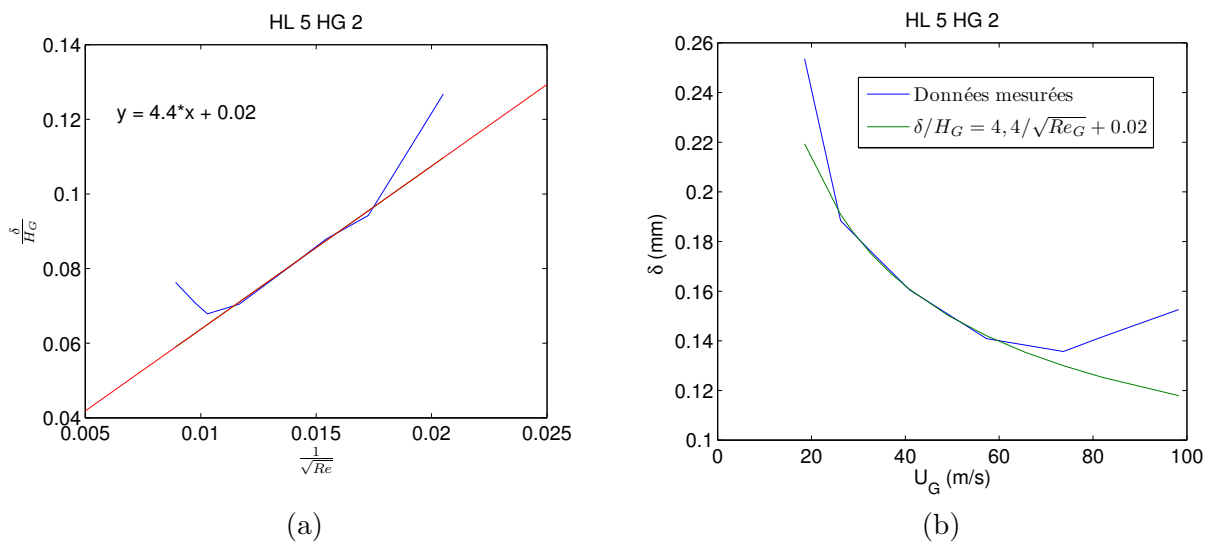 HL 5 HG 2
0.14
0.12
0.1
0.08
0.06
0.04
0.005
0.01
0.015
0.02
0.025
y = 4.4*x + 0.02
δ/H_G
1/√Re
(a)
HL 5 HG 2
0.26
0.24
0.22
0.2
0.18
0.16
0.14
0.12
0.1
0
20
40
60
80
100
Données mesurées
δ/H_G = 4, 4/√Re_G + 0.02
δ (mm)
U_G (m/s)
(b)